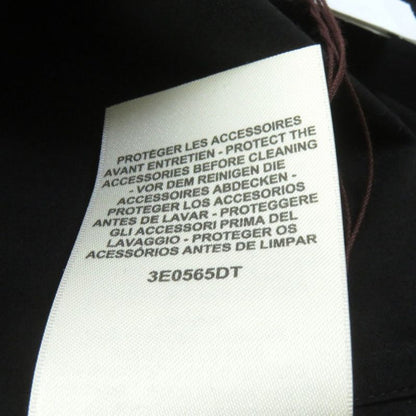 PROTÉGER LES ACCESSOIRES
AVANT ENTRETIEN - PROTECT THE
ACCESSORIES BEFORE CLEANING
- VOR DEM REINIGEN DIE
ACCESSOIRES ABDECKEN -
PROTEGER LOS ACCESORIOS
ANTES DE LAVAR - PROTEGGERE
GLI ACCESSORI PRIMA DEL
LAVAGGIO - PROTEGER OS
ACESSÓRIOS ANTES DE LIMPAR
3E0565DT